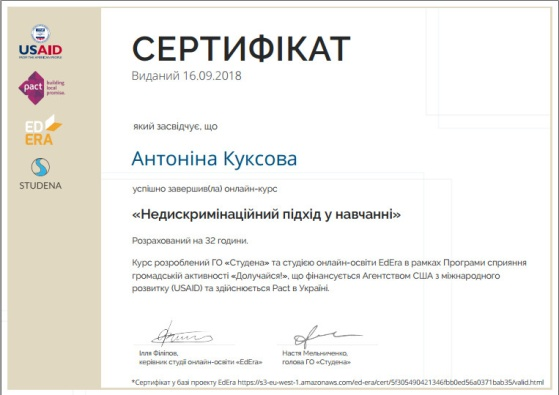 USAID
FROM THE AMERICAN PEOPLE
pact
building
local
promise.
ED
ERA
STUDENA
СЕРТИФІКАТ
Виданий 16.09.2018
який засвідчує, що
Антоніна Куксова
успішно завершив(ла) онлайн-курс
«Недискримінаційний підхід у навчанні»
Розрахований на 32 години.
Курс розроблений ГО «Студена» та студією онлайн-освіти EdEra в рамках Програми сприяння
громадській активності «Долучайся!», що фінансується Агентством США з міжнародного
розвитку (USAID) та здійснюється Pact в Україні.
Ілля Філіпов,
керівник студії онлайн-освіти «EdEra»
Настя Мельниченко,
голова ГО «Студена»
*Сертифікат у базі проекту EdEra https://s3-eu-west-1.amazonaws.com/ed-era/cert/5f305490421346fbb0ed56a0371bab35/valid.html